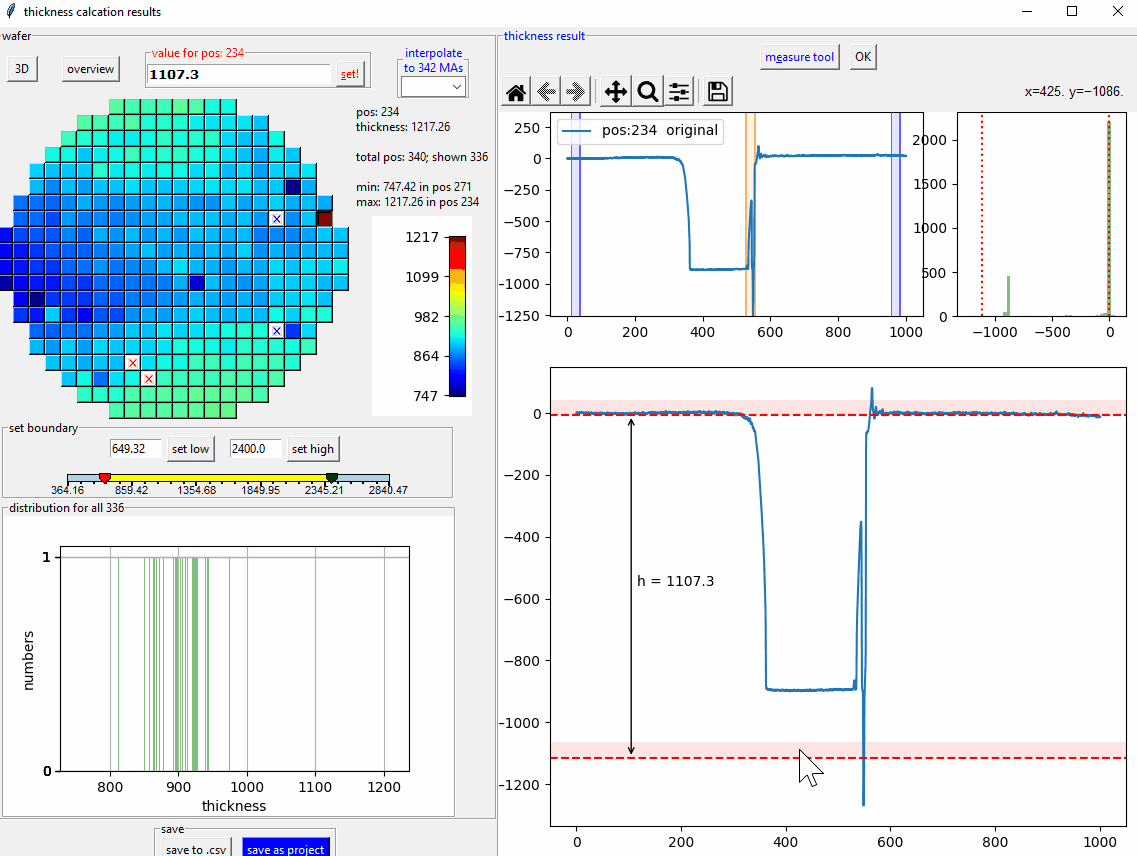 thickness calcation results
wafer
3D
overview
value for pos: 234
1107.3
set!
interpolate
to 342 MAs
pos: 234
thickness: 1217.26
total pos: 340; shown 336
min: 747.42 in pos 271
max: 1217.26 in pos 234
1217
1099
982
864
747
set boundary
649.32
set low
2400.0
set high
364.16 859.42 1354.68 1849.95 2345.21 2840.47
distribution for all 336
1
0
numbers
800 900 1000 1100 1200
thickness
save
save to .csv
save as project
thickness result
measure tool
OK
x=425. y=−1086.
pos:234 original
250
0
−250
−500
−750
−1000
−1250
0 200 400 600 800 1000
2000
1500
1000
500
0
−1000 −500 0
0
−200
−400
−600
−800
−1000
−1200
h = 1107.3
0 200 400 600 800 1000